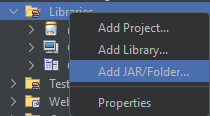 Libraries
Add Project...
Add Library...
Add JAR/Folder...
Test
Web
Properties